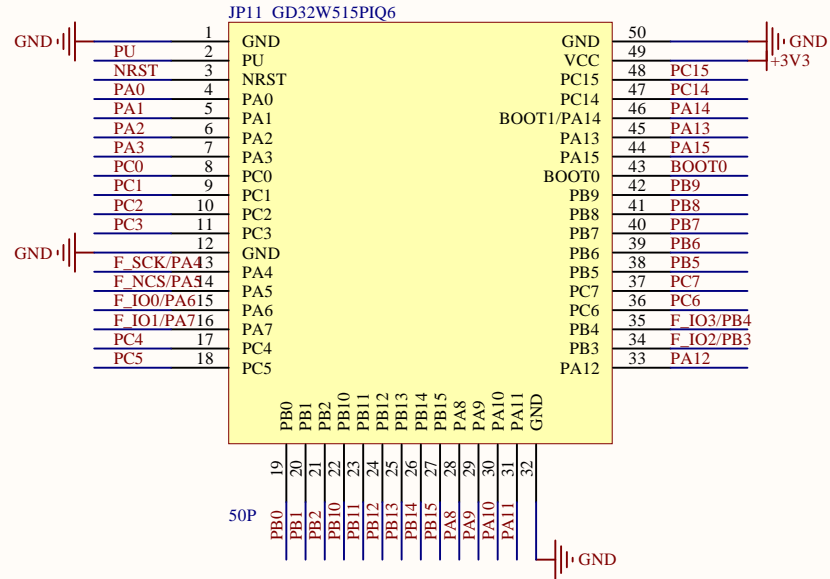 JP11 GD32W515PIQ6
GND 1 GND GND 50 GND
PU 2 PU VCC 49 +3V3
NRST 3 NRST PC15 48 PC15
PA0 4 PA0 PC14 47 PC14
PA1 5 PA1 BOOT1/PA14 46 PA14
PA2 6 PA2 PA13 45 PA13
PA3 7 PA3 PA15 44 PA15
PC0 8 PC0 BOOT0 43 BOOT0
PC1 9 PC1 PB9 42 PB9
PC2 10 PC2 PB8 41 PB8
PC3 11 PC3 PB7 40 PB7
GND 12 GND PB6 39 PB6
F_SCK/PA4 13 PA4 PB5 38 PB5
F_NCS/PA5 14 PA5 PC7 37 PC7
F_IO0/PA6 15 PA6 PC6 36 PC6
F_IO1/PA7 16 PA7 PB4 35 F_IO3/PB4
PC4 17 PC4 PB3 34 F_IO2/PB3
PC5 18 PC5 PA12 33 PA12
PB0 PB1 PB2 PB10 PB11 PB12 PB13 PB14 PB15 PA8 PA9 PA10 PA11 GND
19 20 21 22 23 24 25 26 27 28 29 30 31 32
50P PB0 PB1 PB2 PB10 PB11 PB12 PB13 PB14 PB15 PA8 PA9 PA10 PA11
GND